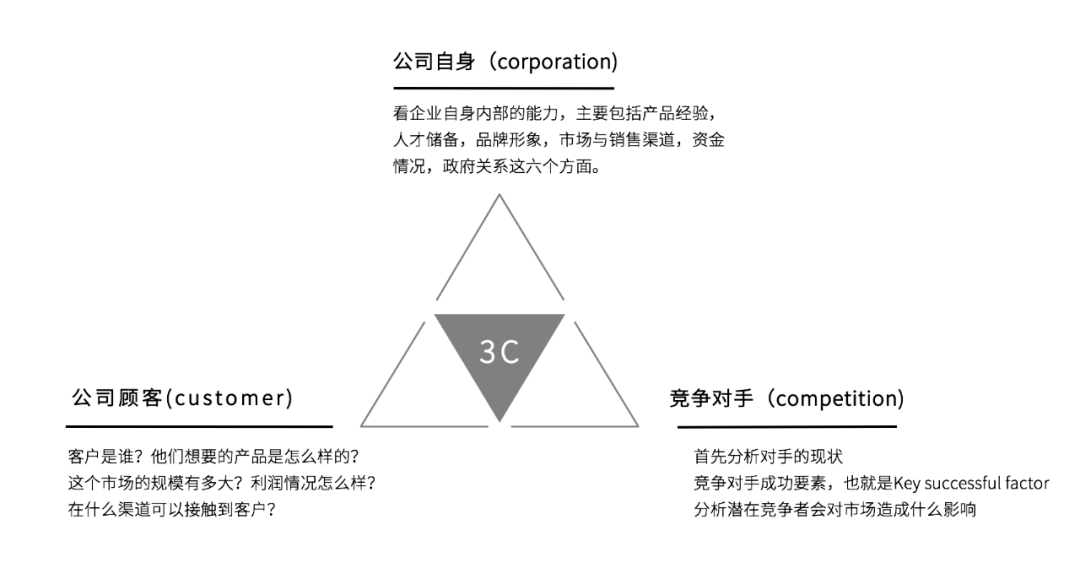 公司自身（corporation)
看企业自身内部的能力，主要包括产品经验，
人才储备，品牌形象，市场与销售渠道，资金
情况，政府关系这六个方面。
3C
公司顾客(customer)
客户是谁？他们想要的产品是怎么样的？
这个市场的规模有多大？利润情况怎么样？
在什么渠道可以接触到客户？
竞争对手（competition)
首先分析对手的现状
竞争对手成功要素，也就是Key successful factor
分析潜在竞争者会对市场造成什么影响